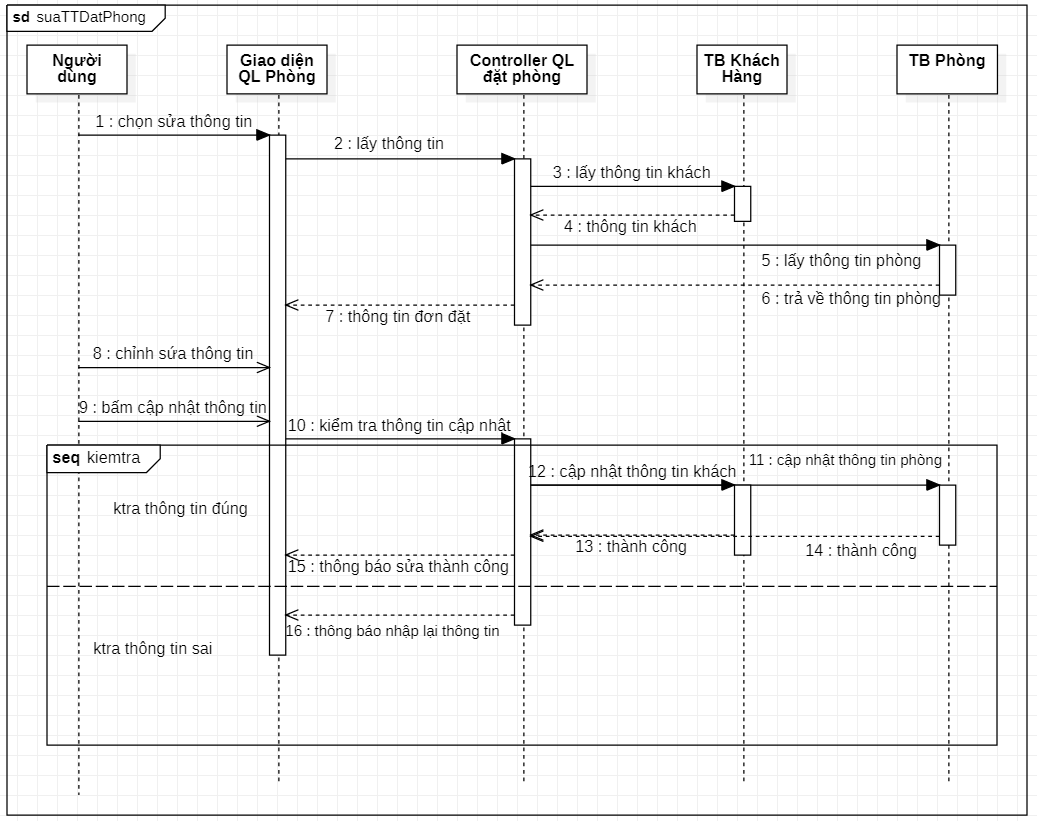 sd suaTTDatPhong
Người
dùng
Giao diện
QL Phòng
Controller QL
đặt phòng
TB Khách
Hàng
TB Phòng
1 : chọn sửa thông tin
2 : lấy thông tin
3 : lấy thông tin khách
4 : thông tin khách
5 : lấy thông tin phòng
6 : trả về thông tin phòng
7 : thông tin đơn đặt
8 : chỉnh sứa thông tin
9 : bấm cập nhật thông tin
10 : kiểm tra thông tin cập nhật
seq kiemtra
11 : cập nhật thông tin phòng
12 : cập nhật thông tin khách
ktra thông tin đúng
13 : thành công
14 : thành công
15 : thông báo sửa thành công
16 : thông báo nhập lại thông tin
ktra thông tin sai